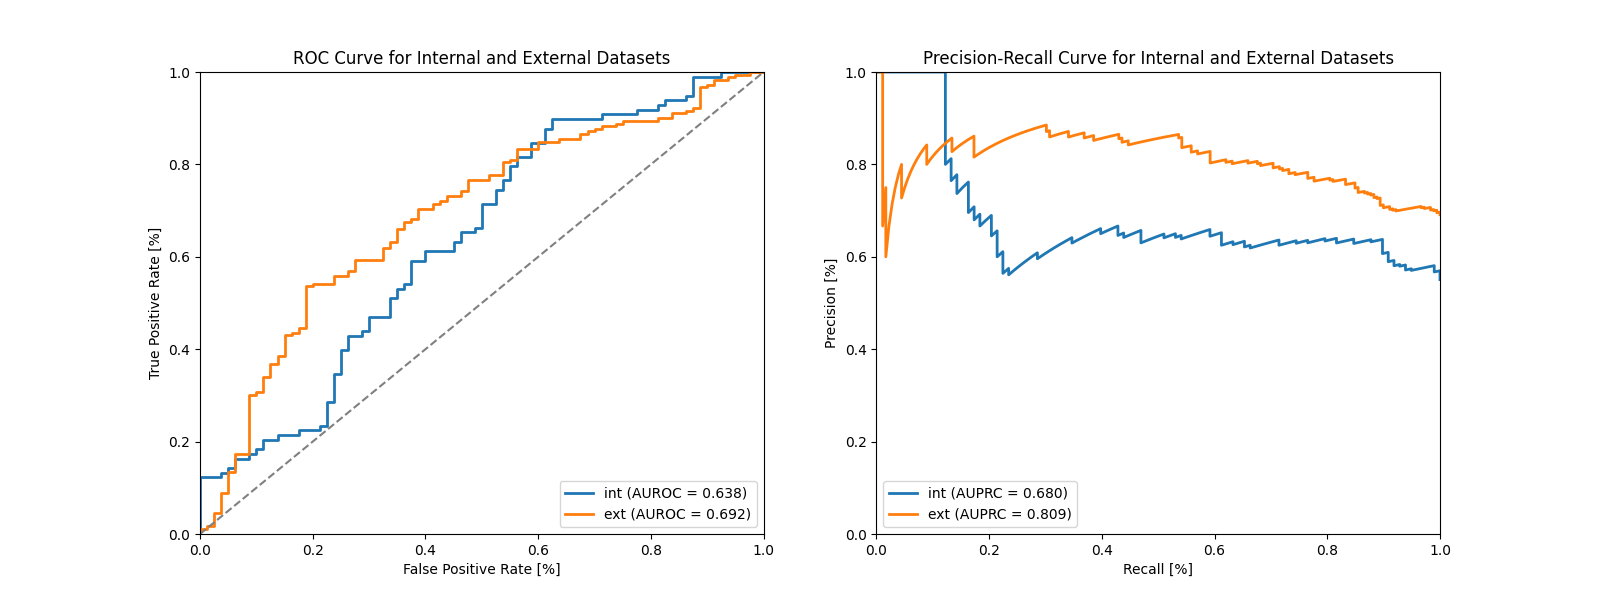 ROC Curve for Internal and External Datasets
1.0
0.8
0.6
0.4
0.2
0.0
True Positive Rate [%]
int (AUROC = 0.638)
ext (AUROC = 0.692)
0.0 0.2 0.4 0.6 0.8 1.0
False Positive Rate [%]
Precision-Recall Curve for Internal and External Datasets
1.0
0.8
0.6
0.4
0.2
0.0
Precision [%]
int (AUPRC = 0.680)
ext (AUPRC = 0.809)
0.0 0.2 0.4 0.6 0.8 1.0
Recall [%]